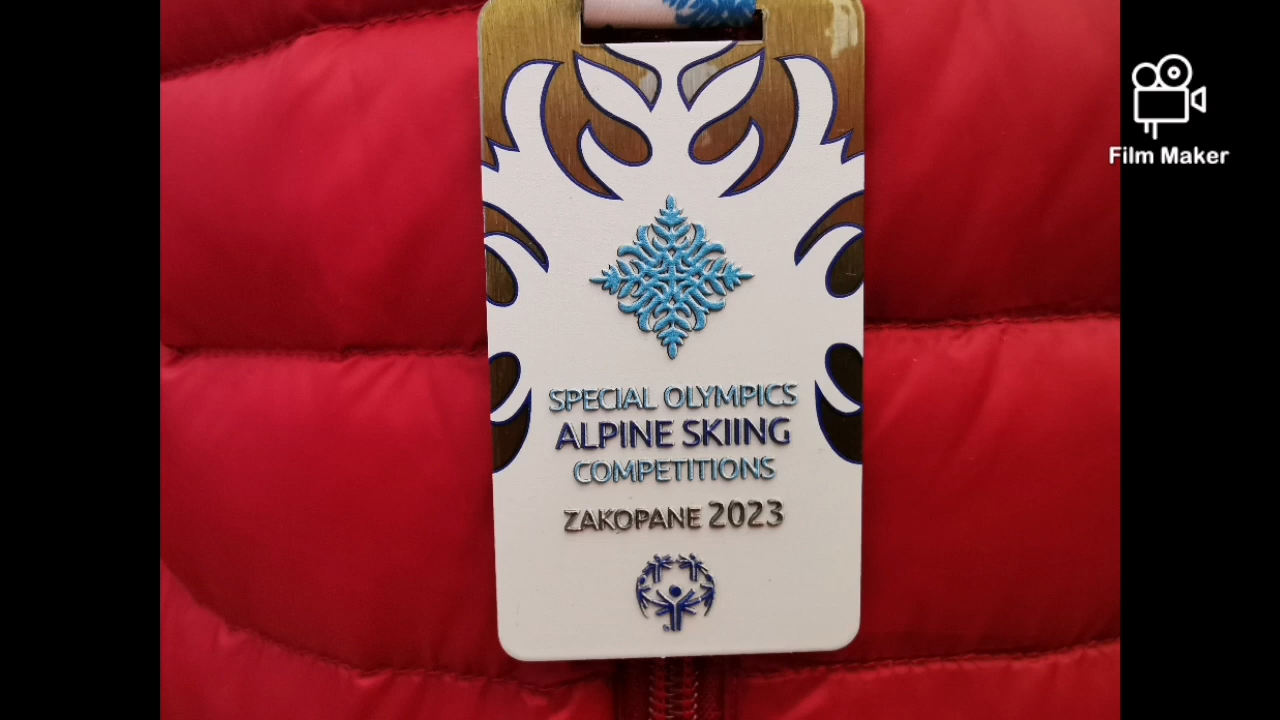 SPECIAL OLYMPICS
ALPINE SKIING
COMPETITIONS
ZAKOPANE 2023
Film Maker